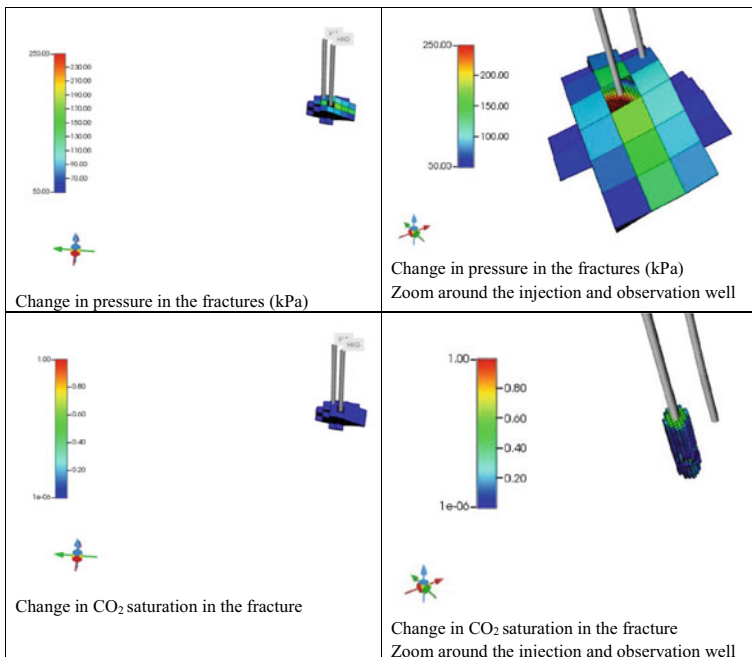 250.00
230.00
210.00
190.00
170.00
150.00
130.00
110.00
90.00
70.00
50.00
HIG
Change in pressure in the fractures (kPa)
250.00
200.00
150.00
100.00
50.00
Change in pressure in the fractures (kPa)
Zoom around the injection and observation well
1.00
0.80
0.60
0.40
0.20
1e-06
HIG
Change in CO₂ saturation in the fracture
1.00
0.80
0.60
0.40
0.20
1e-06
Change in CO₂ saturation in the fracture
Zoom around the injection and observation well